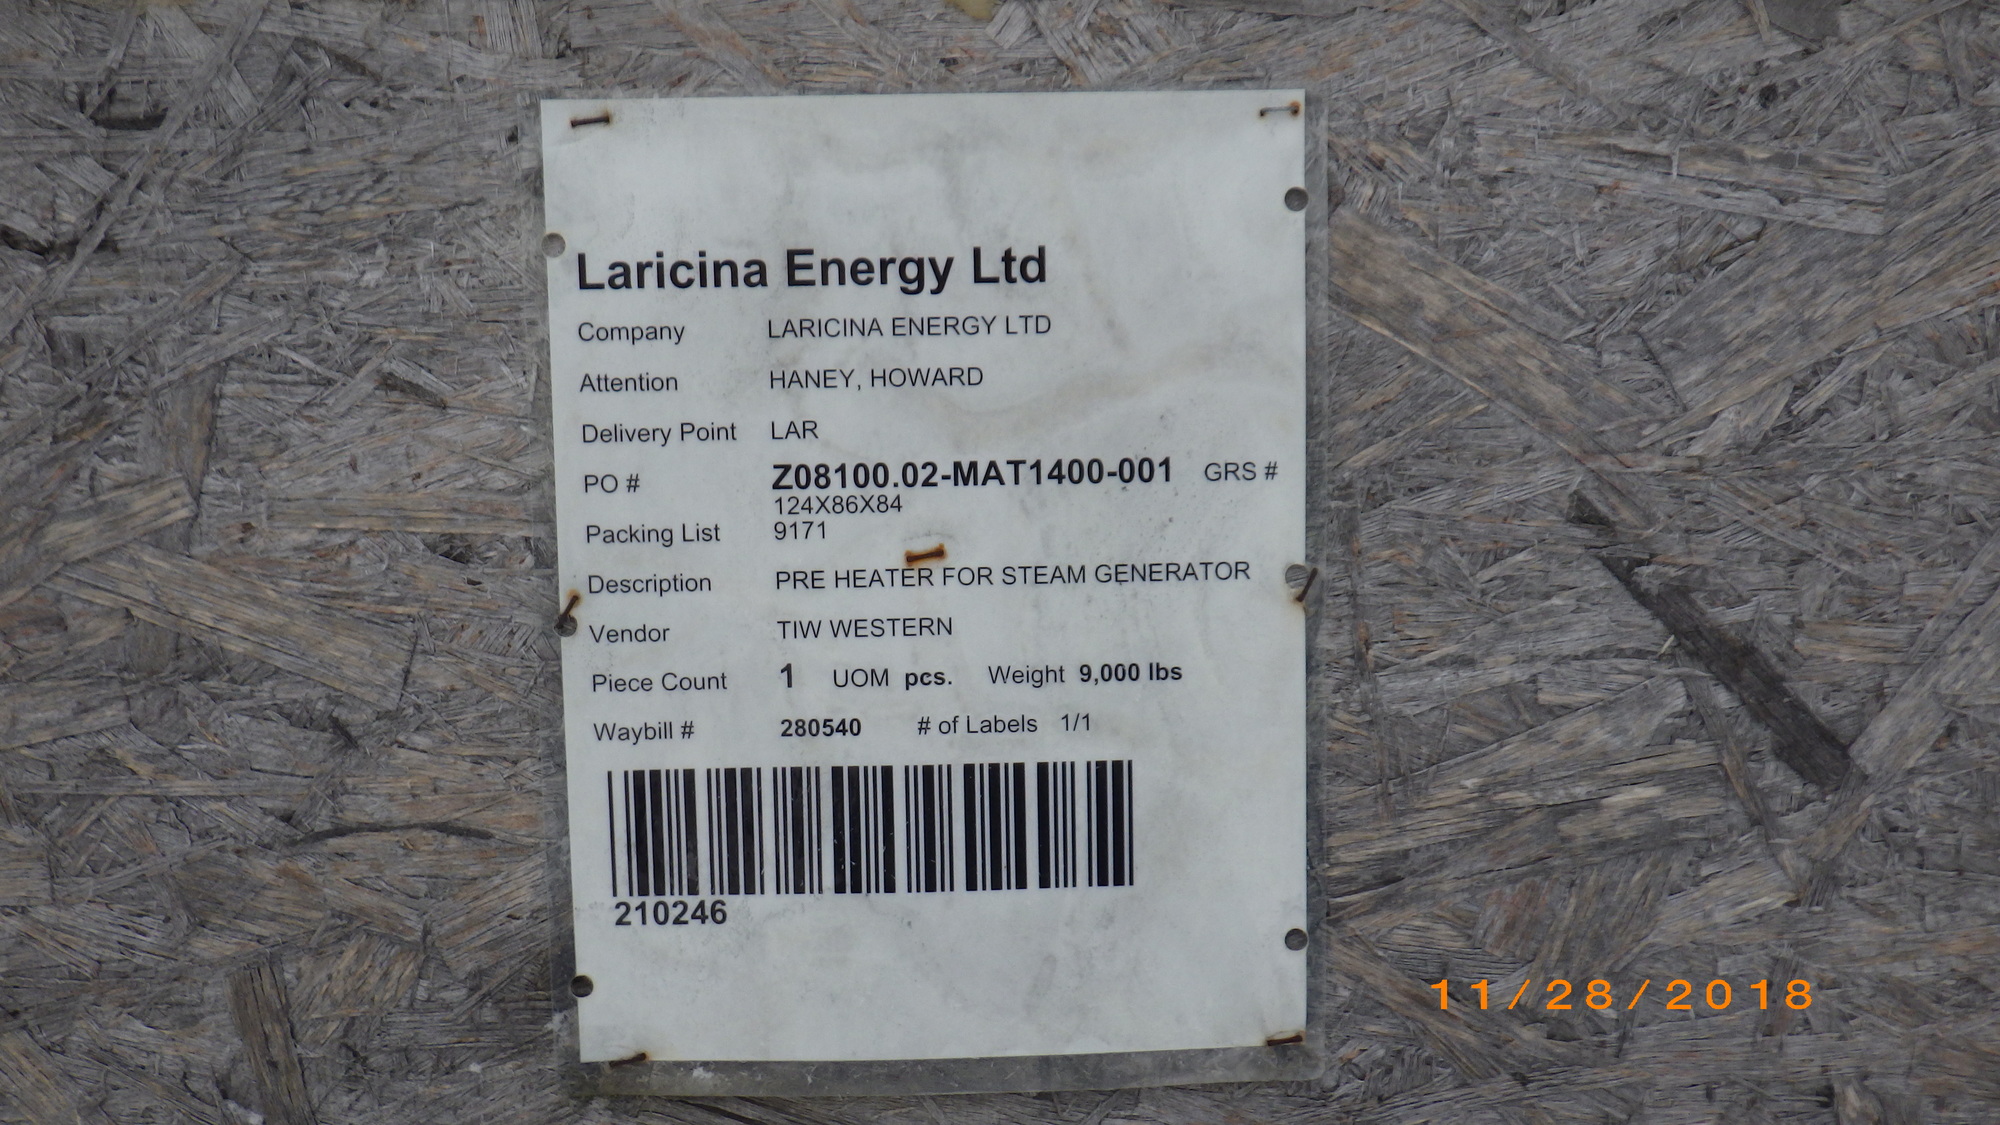 Laricina Energy Ltd
Company LARICINA ENERGY LTD
Attention HANEY, HOWARD
Delivery Point LAR
PO # Z08100.02-MAT1400-001 GRS #
124X86X84
Packing List 9171
Description PRE HEATER FOR STEAM GENERATOR
Vendor TIW WESTERN
Piece Count 1 UOM pcs. Weight 9,000 lbs
Waybill # 280540 # of Labels 1/1
210246
11/28/2018